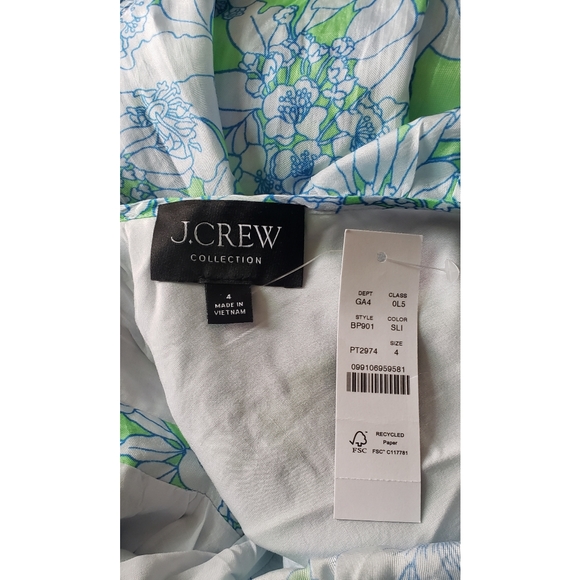 J.CREW
COLLECTION
4
MADE IN
VIETNAM
DEPT CLASS
GA4 0L5
STYLE COLOR
BP901 SLI
SIZE
PT2974 4
099106959581
RECYCLED
Paper
FSC
FSC™ C117781